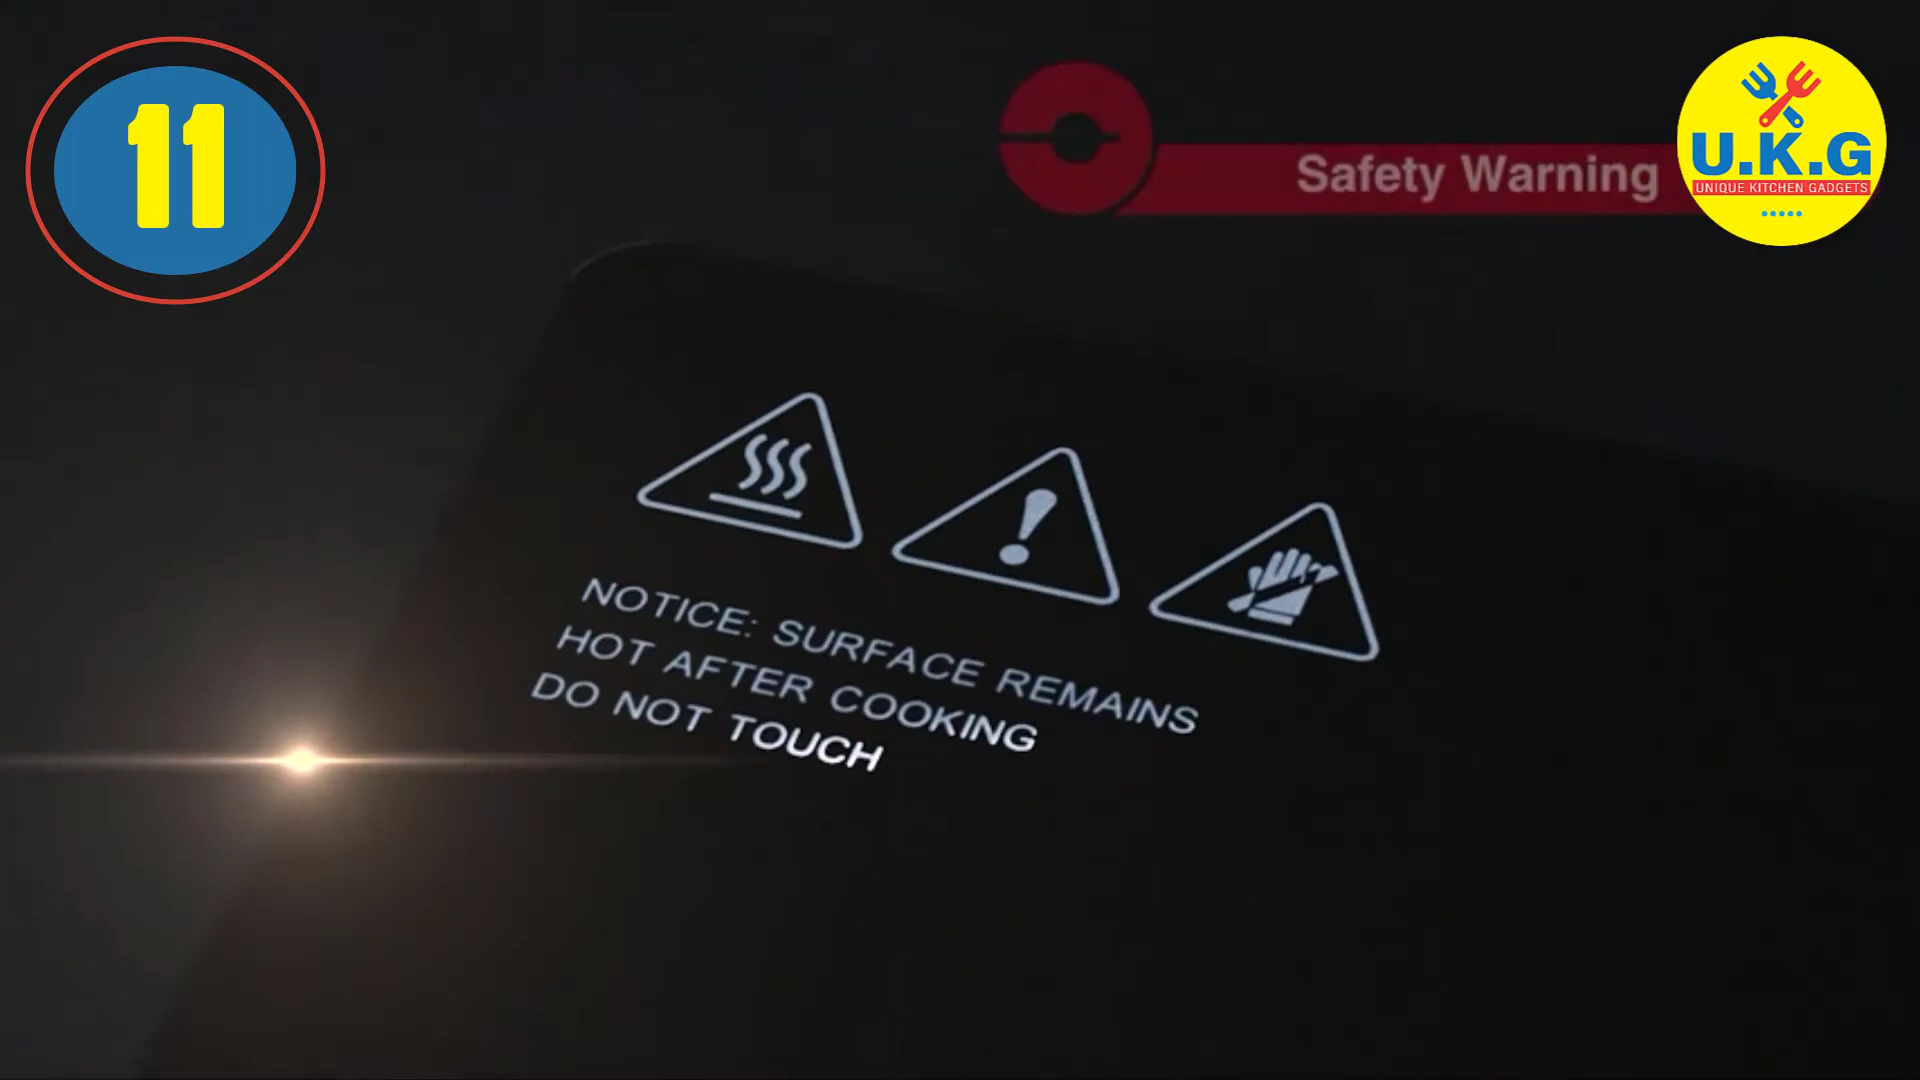 11
Safety Warning
U.K.G
UNIQUE KITCHEN GADGETS
NOTICE: SURFACE REMAINS
HOT AFTER COOKING
DO NOT TOUCH